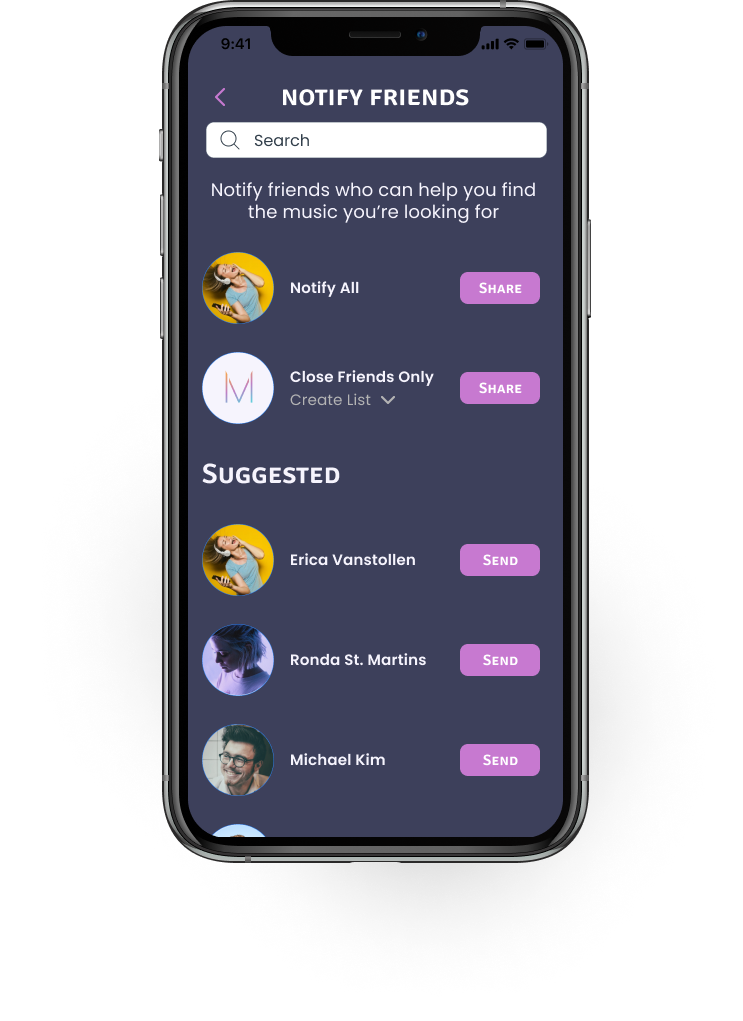 9:41
NOTIFY FRIENDS
Search
Notify friends who can help you find
the music you’re looking for
Notify All
SHARE
M
Close Friends Only
Create List
SHARE
SUGGESTED
Erica Vanstollen
SEND
Ronda St. Martins
SEND
Michael Kim
SEND